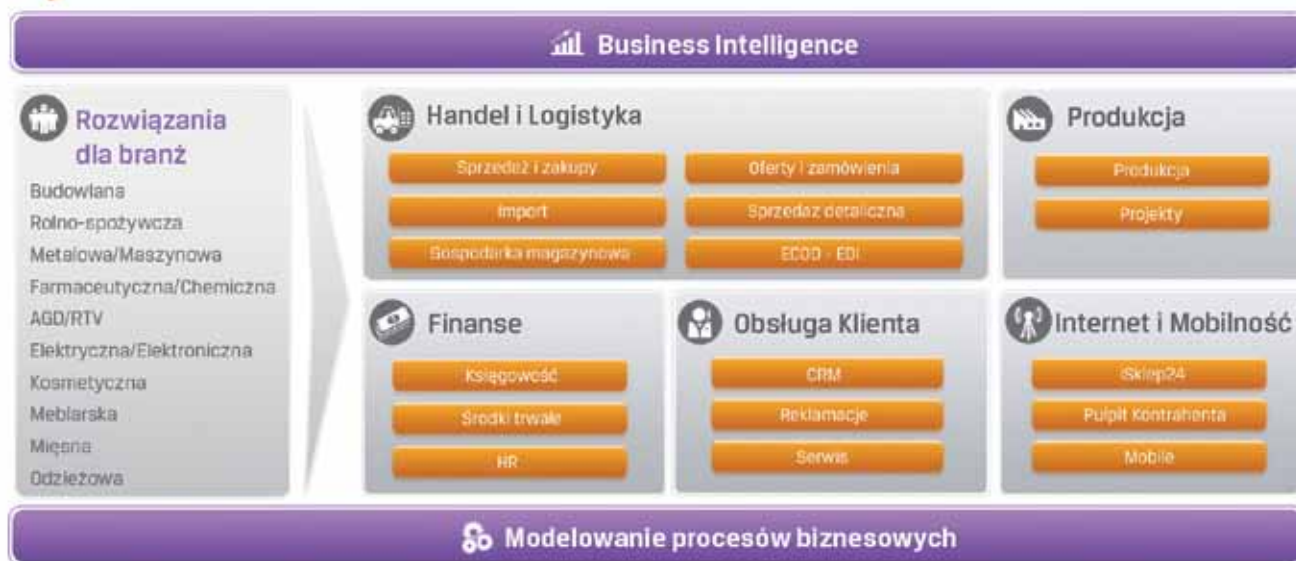 Business Intelligence
Rozwiązania
dla branż
Budowlana
Rolno-spożywcza
Metalowa/Maszynowa
Farmaceutyczna/Chemiczna
AGD/RTV
Elektryczna/Elektroniczna
Kosmetyczna
Meblarska
Mięsna
Odzieżowa
Handel i Logistyka
Sprzedaż i zakupy
Import
Gospodarka magazynowa
Oferty i zamówienia
Sprzedaż detaliczna
ECOD - EDI
Produkcja
Produkcja
Projekty
Finanse
Księgowość
Środki trwałe
HR
Obsługa Klienta
CRM
Reklamacje
Serwis
Internet i Mobilność
iSklep24
Pulpit Kontrahenta
Mobile
Modelowanie procesów biznesowych